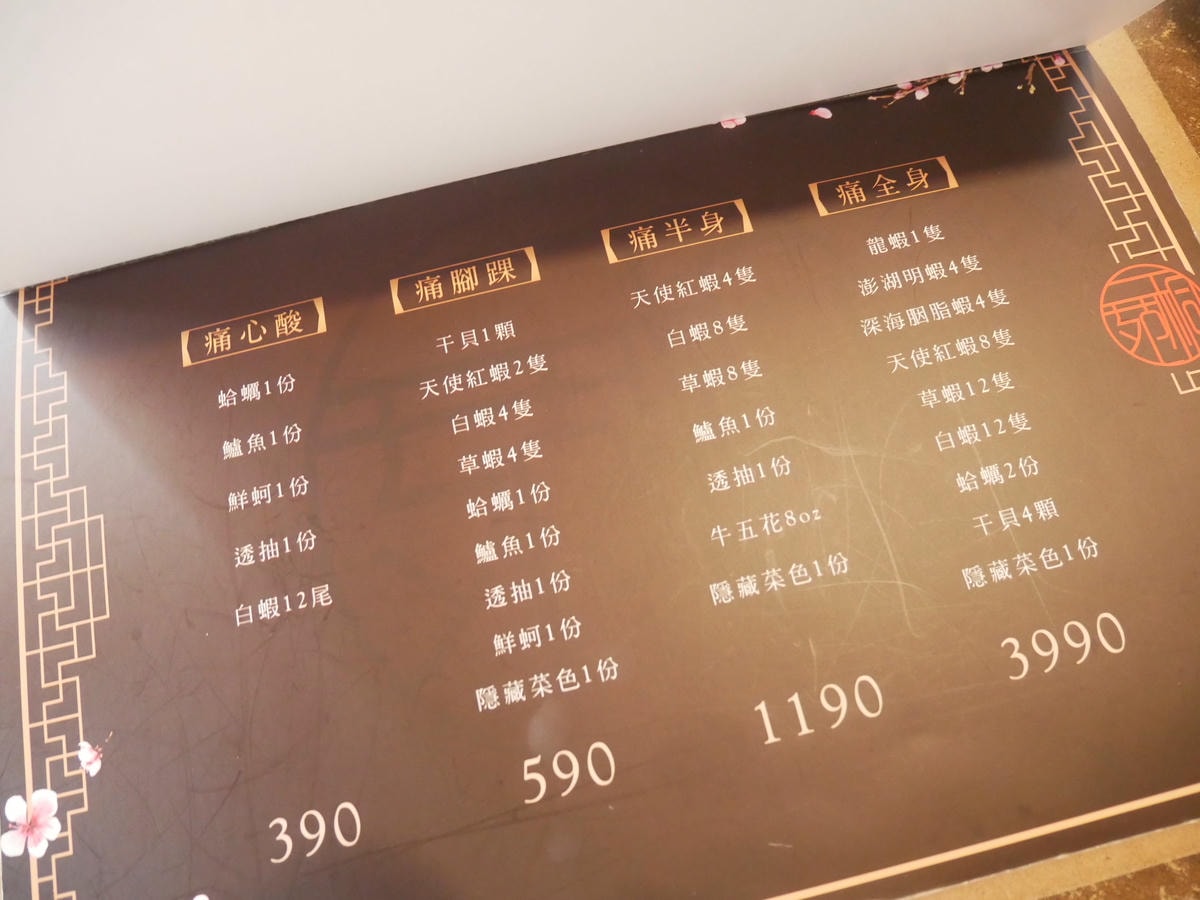 【痛心酸】
蛤蠣1份
鱸魚1份
鮮蚵1份
透抽1份
白蝦12尾
390
【痛腳踝】
干貝1顆
天使紅蝦2隻
白蝦4隻
草蝦4隻
蛤蠣1份
鱸魚1份
透抽1份
鮮蚵1份
隱藏菜色1份
590
【痛半身】
天使紅蝦4隻
白蝦8隻
草蝦8隻
鱸魚1份
透抽1份
牛五花8oz
隱藏菜色1份
1190
【痛全身】
龍蝦1隻
澎湖明蝦4隻
深海胭脂蝦4隻
天使紅蝦8隻
草蝦12隻
白蝦12隻
蛤蠣2份
干貝4顆
隱藏菜色1份
3990